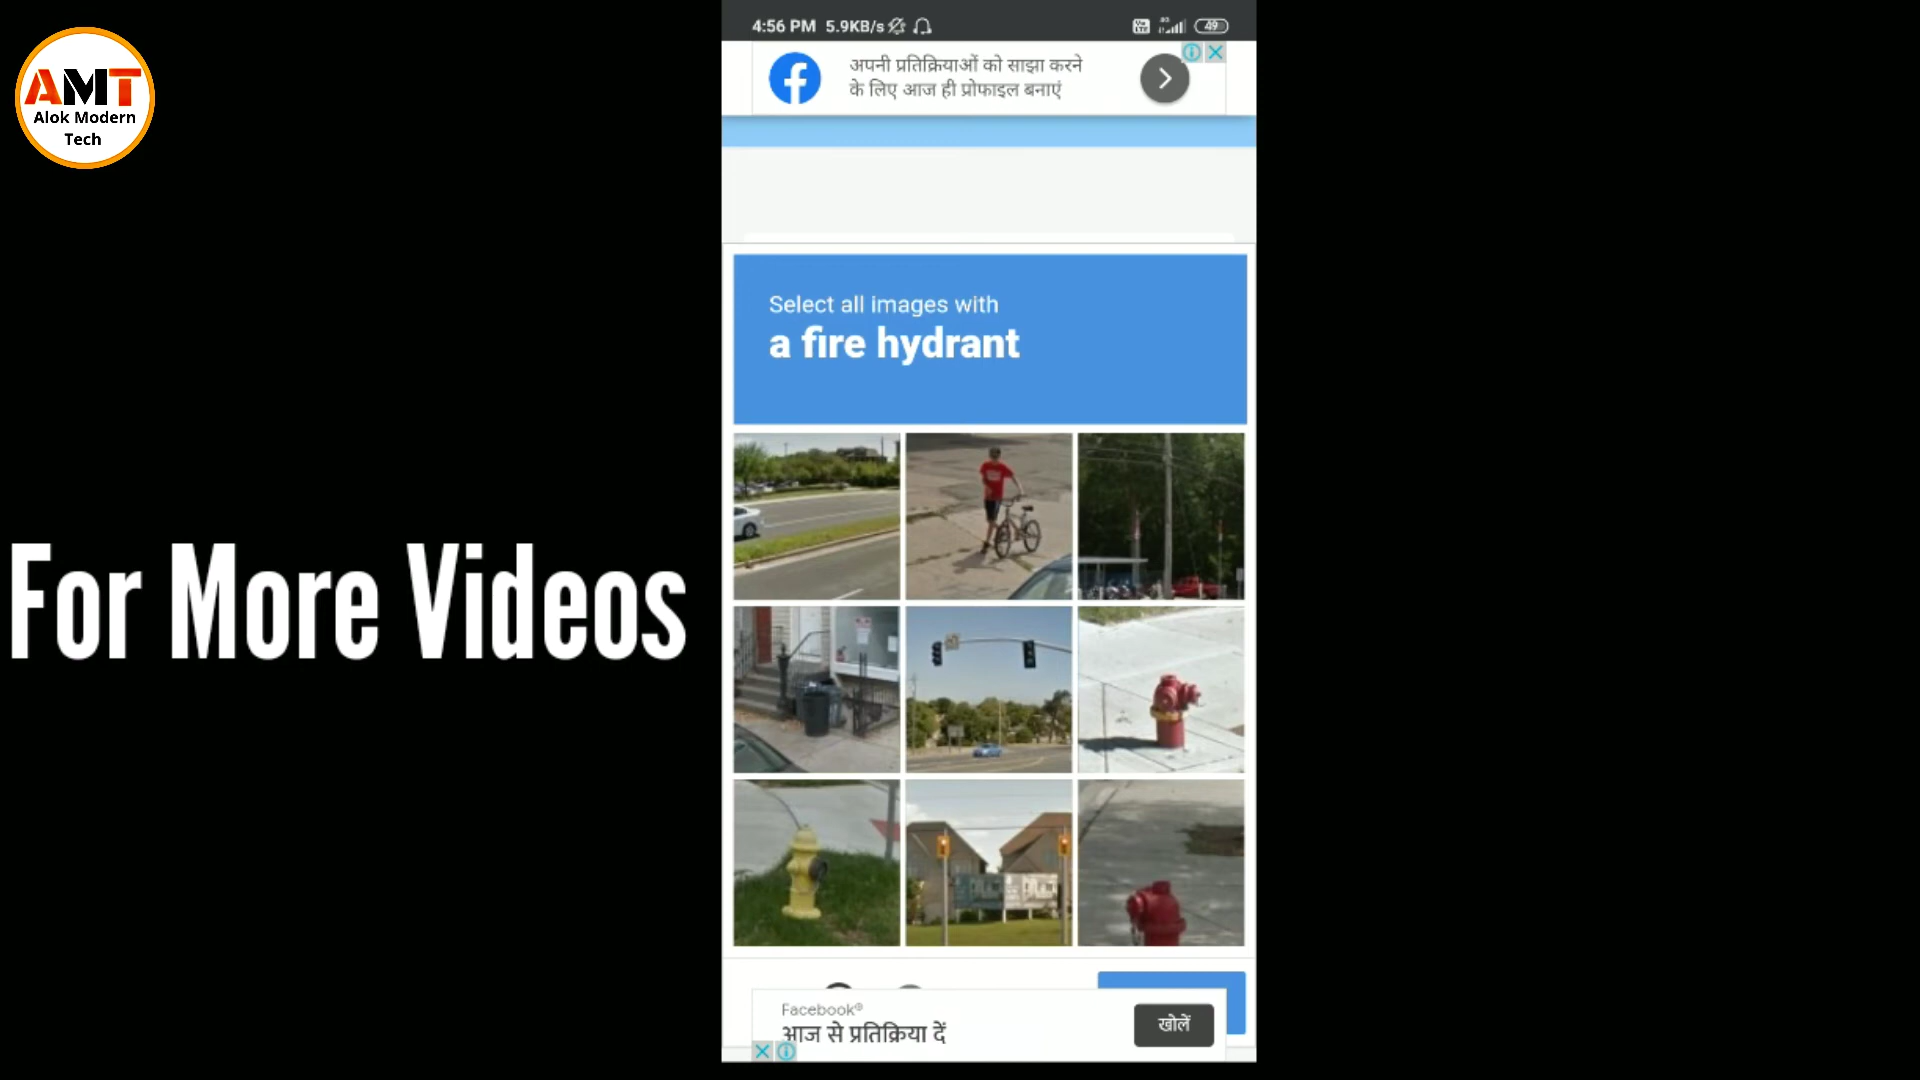 AMT
Alok Modern
Tech
For More Videos
4:56 PM 5.9KB/s
49
अपनी प्रतिक्रियाओं को साझा करने
के लिए आज ही प्रोफाइल बनाएं
Select all images with
a fire hydrant
Facebook®
आज से प्रतिक्रिया दें
खोलें